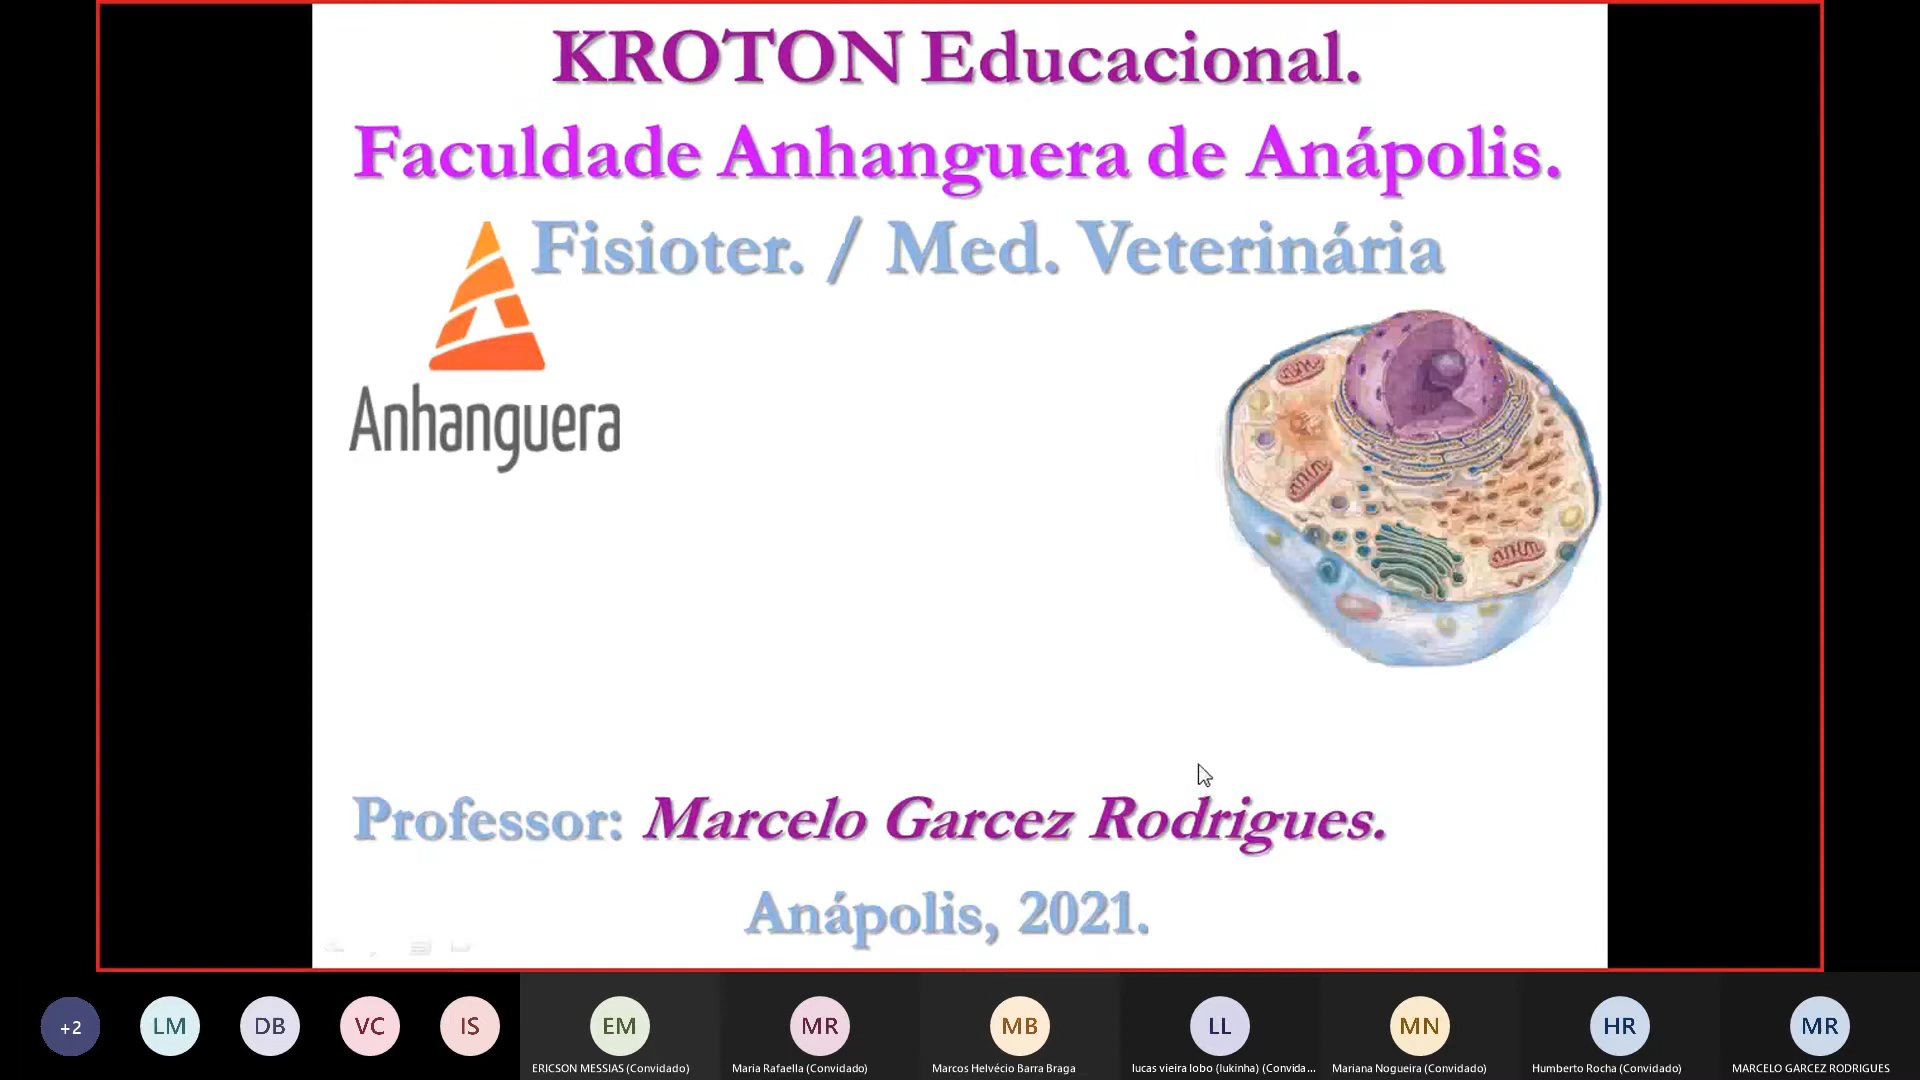 KROTON Educacional.
Faculdade Anhanguera de Anápolis.
Fisioter. / Med. Veterinária
Anhanguera
Professor: Marcelo Garcez Rodrigues.
Anápolis, 2021.
+2 LM DB VC IS EM MR MB LL MN HR MR
ERICSON MESSIAS (Convidado) Maria Rafaella (Convidado) Marcos Helvécio Barra Braga lucas vieira lobo (lukinha) (Convida... Mariana Nogueira (Convidado) Humberto Rocha (Convidado) MARCELO GARCEZ RODRIGUES